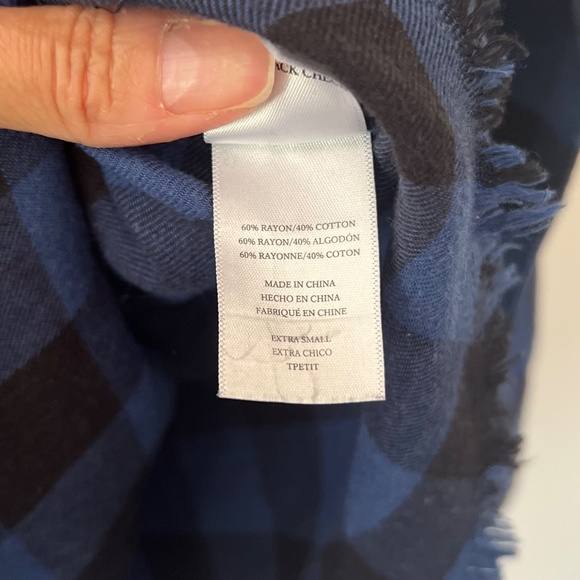 60% RAYON/40% COTTON
60% RAYON/40% ALGODÓN
60% RAYONNE/40% COTON
MADE IN CHINA
HECHO EN CHINA
FABRIQUÉ EN CHINE
EXTRA SMALL
EXTRA CHICO
TPETIT